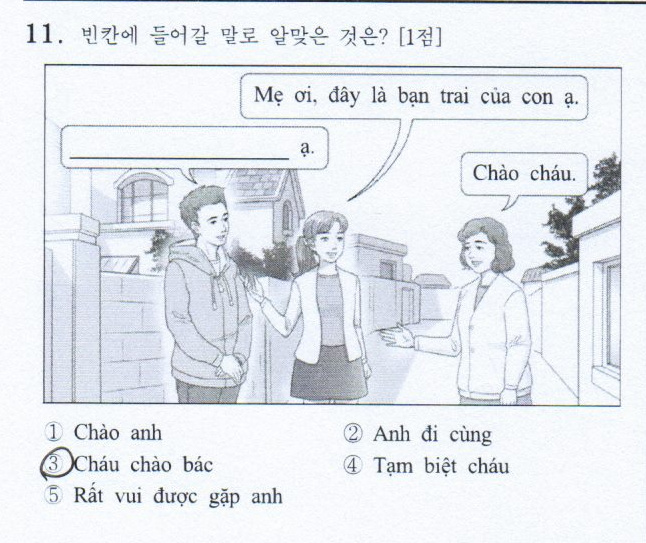 11. 빈칸에 들어갈 말로 알맞은 것은? [1점]
Mẹ ơi, đây là bạn trai của con ạ.
____________________ ạ.
Chào cháu.
① Chào anh
② Anh đi cùng
③ Cháu chào bác
④ Tạm biệt cháu
⑤ Rất vui được gặp anh